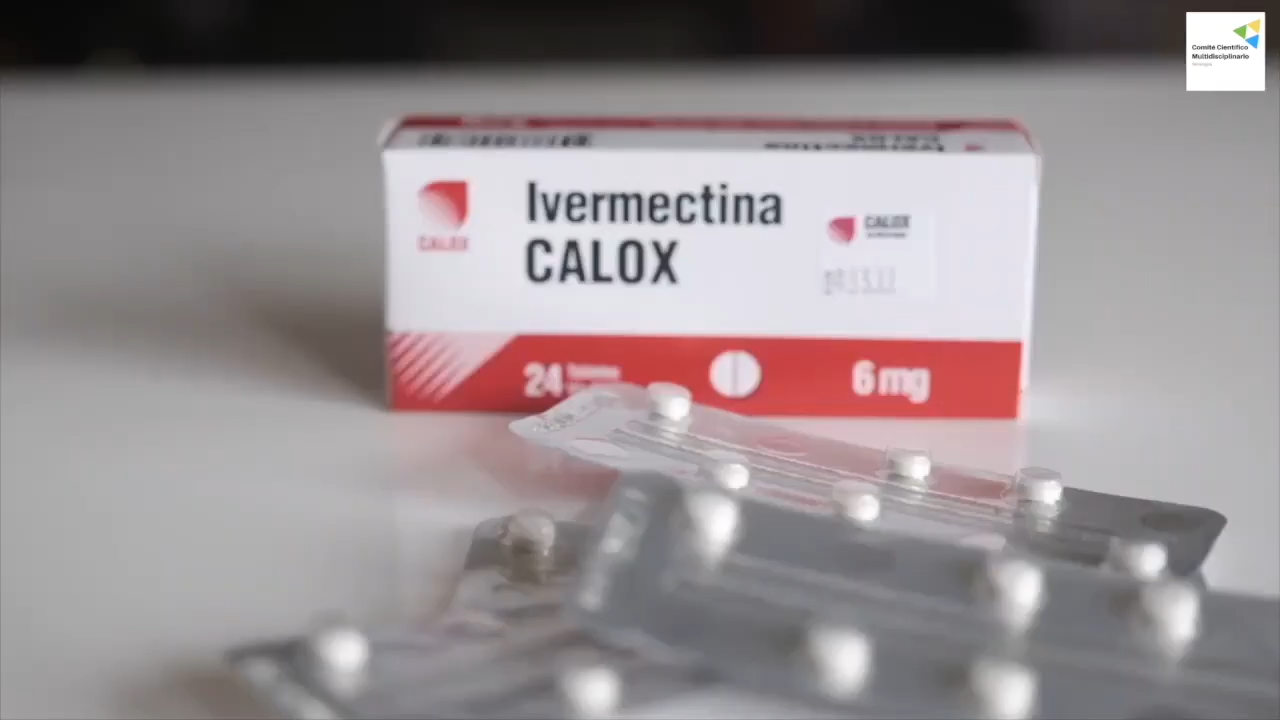 Comité Científico
Multidisciplinario
Ivermectina
CALOX
CALOX
CALOX
24
6 mg